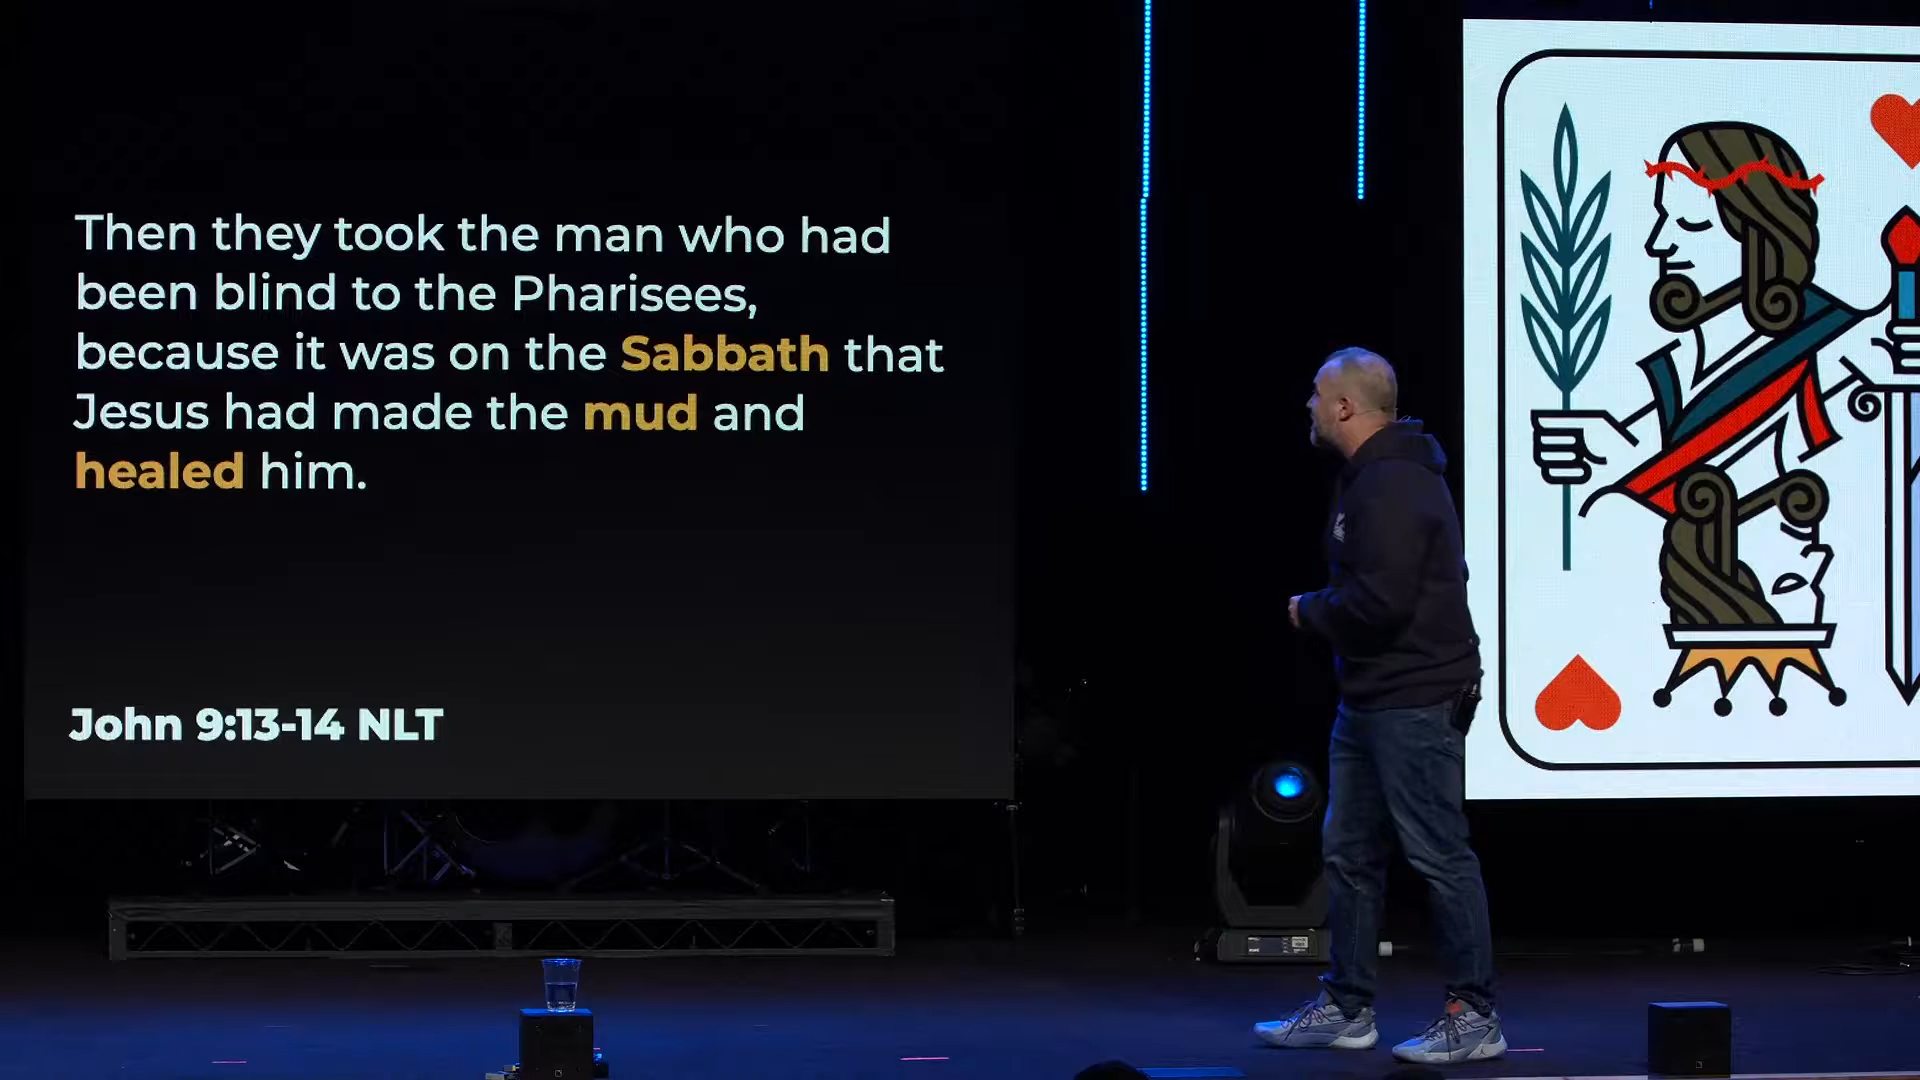 Then they took the man who had
been blind to the Pharisees,
because it was on the Sabbath that
Jesus had made the mud and
healed him.
John 9:13-14 NLT